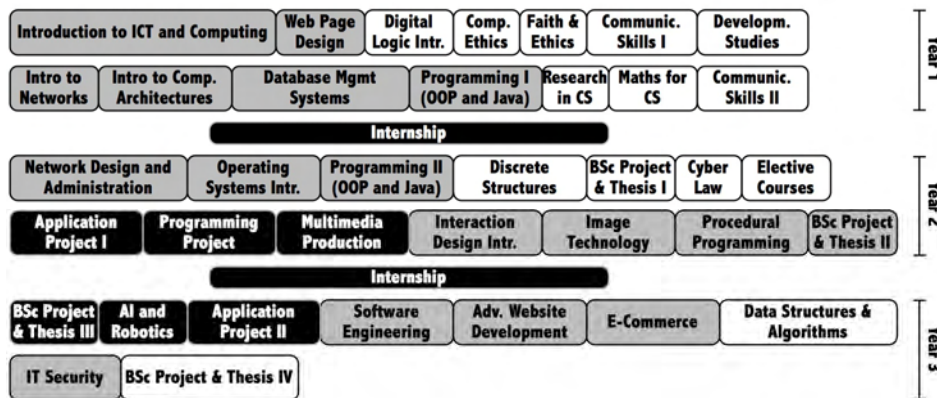 Introduction to ICT and Computing
Web Page
Design
Digital
Logic Intr.
Comp.
Ethics
Faith &
Ethics
Communic.
Skills I
Developm.
Studies
Year 1
Intro to
Networks
Intro to Comp.
Architectures
Database Mgmt
Systems
Programming I
(OOP and Java)
Research
in CS
Maths for
CS
Communic.
Skills II
Internship
Network Design and
Administration
Operating
Systems Intr.
Programming II
(OOP and Java)
Discrete
Structures
BSc Project
& Thesis I
Cyber
Law
Elective
Courses
Year 2
Application
Project I
Programming
Project
Multimedia
Production
Interaction
Design Intr.
Image
Technology
Procedural
Programming
BSc Project
& Thesis II
Internship
BSc Project
& Thesis III
AI and
Robotics
Application
Project II
Software
Engineering
Adv. Website
Development
E-Commerce
Data Structures &
Algorithms
Year 3
IT Security
BSc Project & Thesis IV